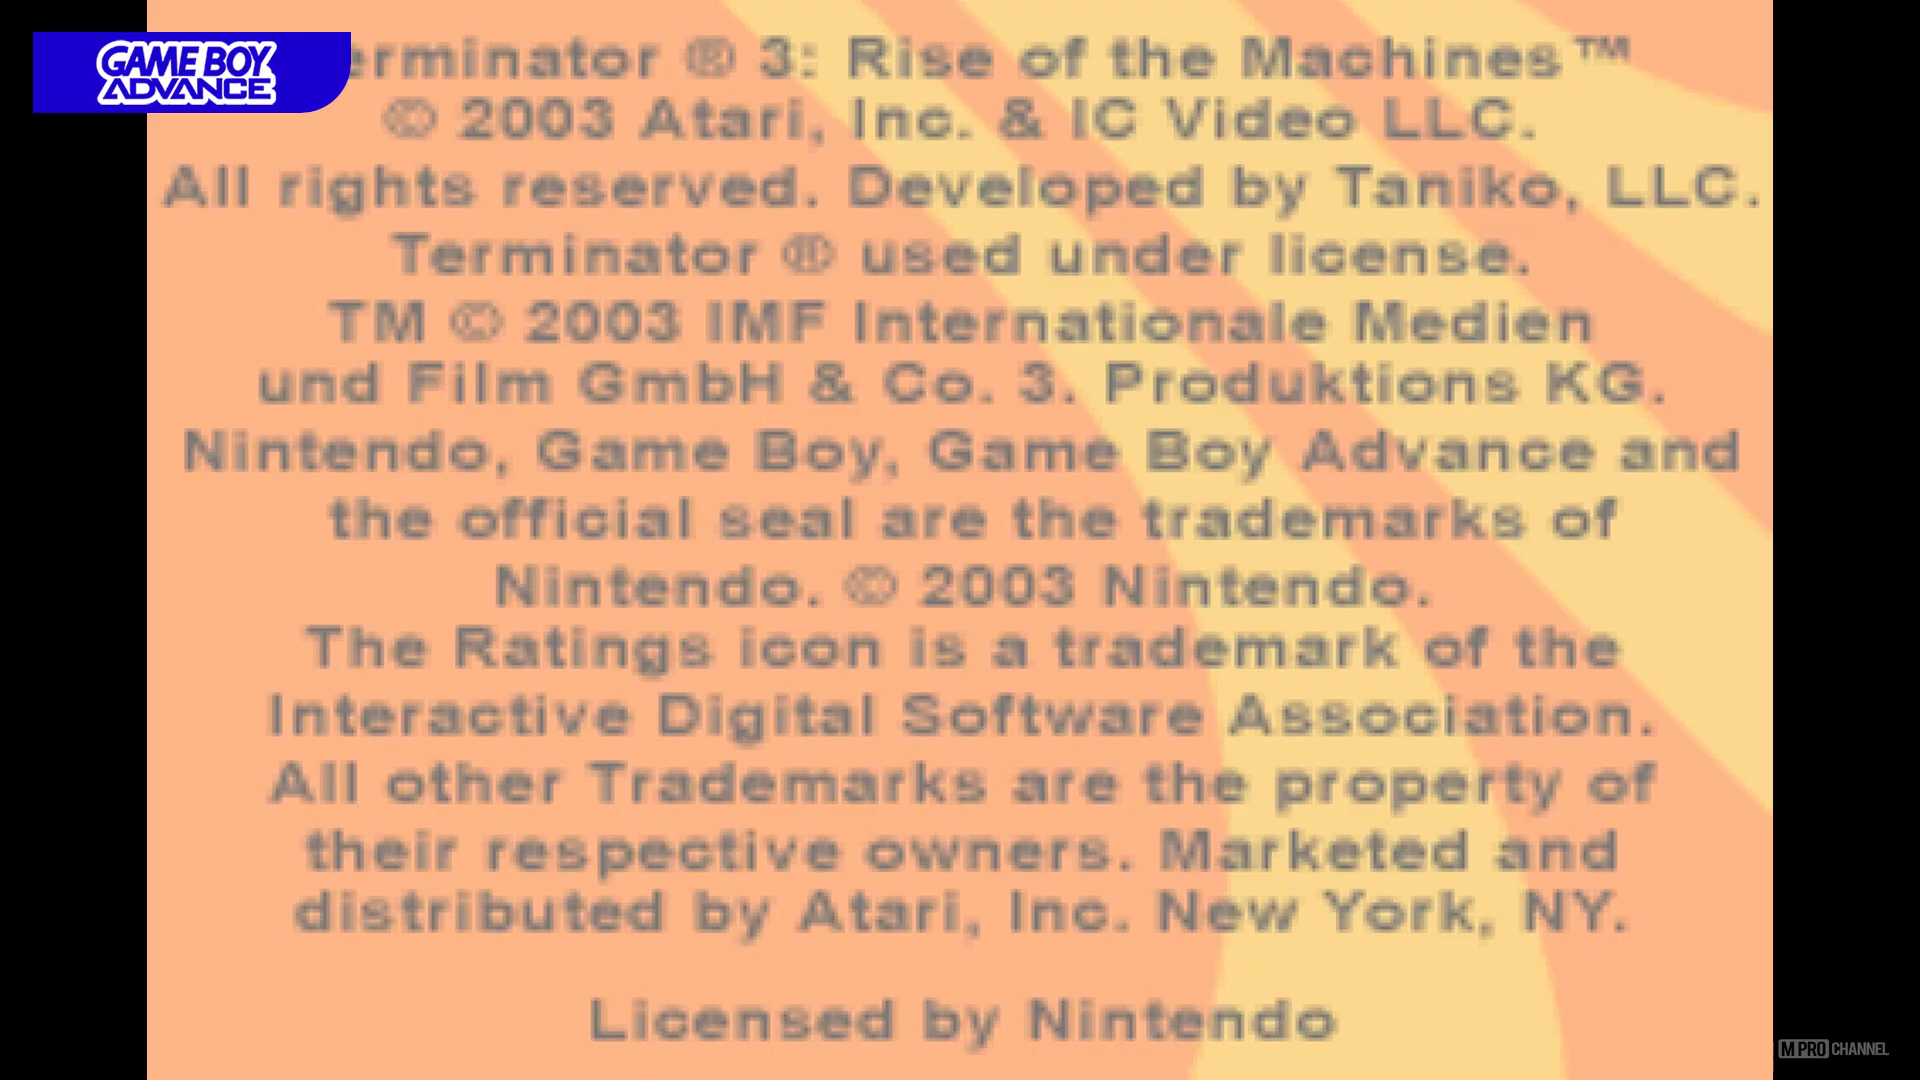 GAME BOY
ADVANCE
erminator ® 3: Rise of the Machines™
© 2003 Atari, Inc. & IC Video LLC.
All rights reserved. Developed by Taniko, LLC.
Terminator ® used under license.
TM © 2003 IMF Internationale Medien
und Film GmbH & Co. 3. Produktions KG.
Nintendo, Game Boy, Game Boy Advance and
the official seal are the trademarks of
Nintendo. © 2003 Nintendo.
The Ratings icon is a trademark of the
Interactive Digital Software Association.
All other Trademarks are the property of
their respective owners. Marketed and
distributed by Atari, Inc. New York, NY.
Licensed by Nintendo
M PRO CHANNEL